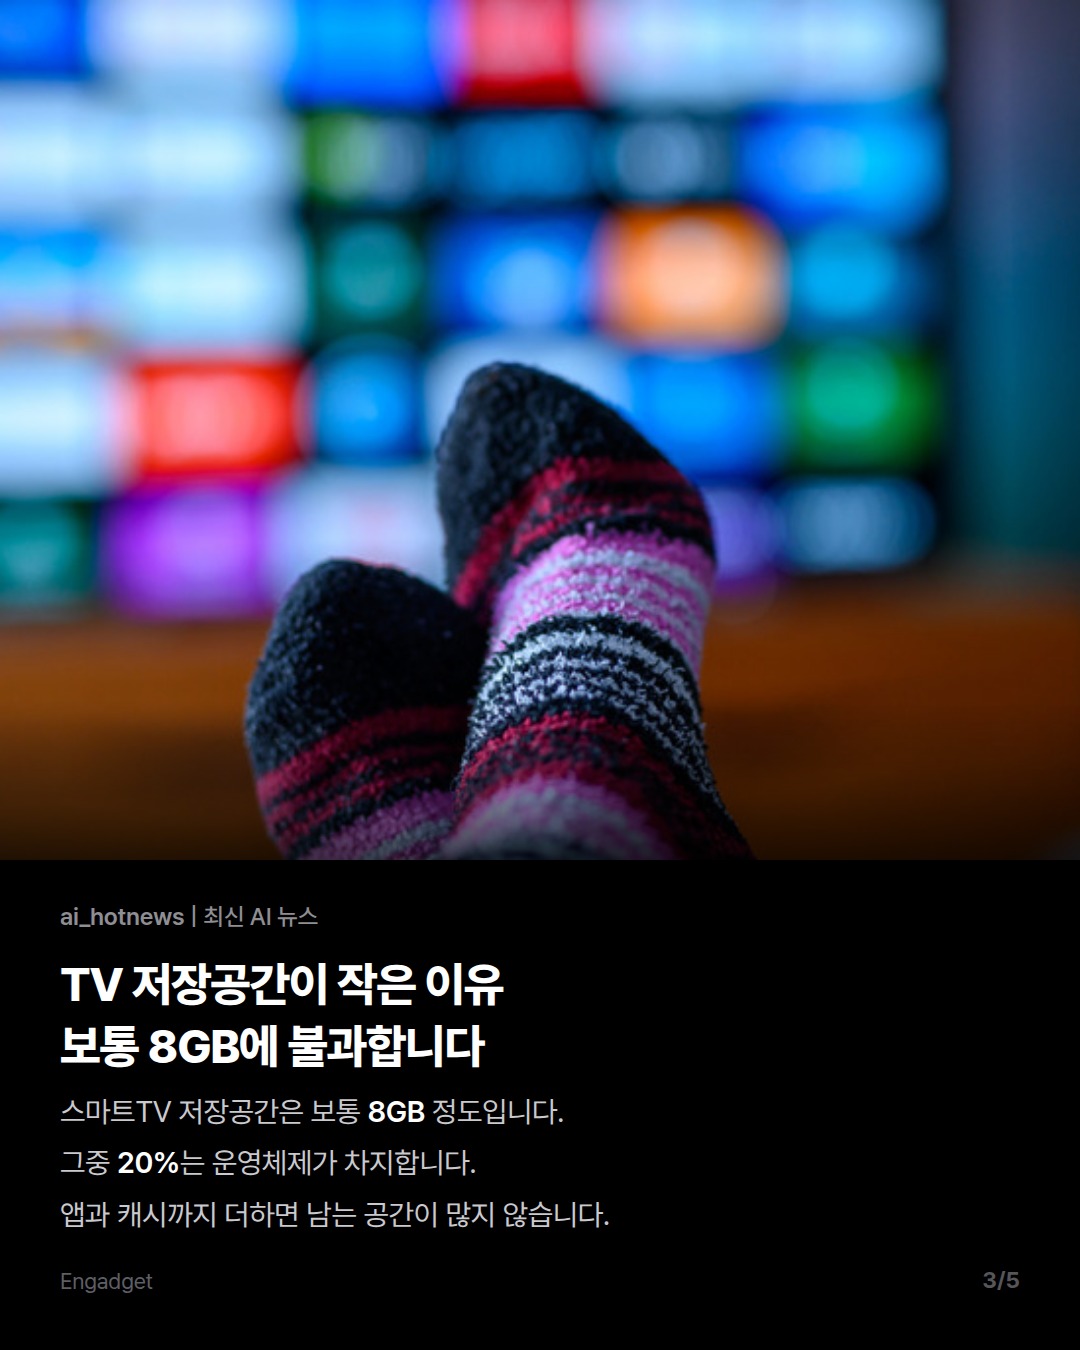 ai_hotnews | 최신 AI 뉴스
TV 저장공간이 작은 이유
보통 8GB에 불과합니다
스마트TV 저장공간은 보통 8GB 정도입니다.
그중 20%는 운영체제가 차지합니다.
앱과 캐시까지 더하면 남는 공간이 많지 않습니다.
Engadget
3/5